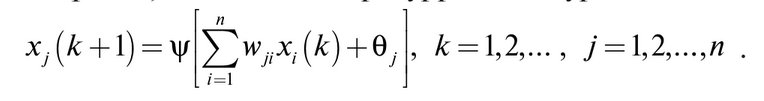 x_j(k+1)=ψ[∑_{i=1}^{n} w_{ji}x_i(k)+θ_j], k=1,2,... , j=1,2,...,n .